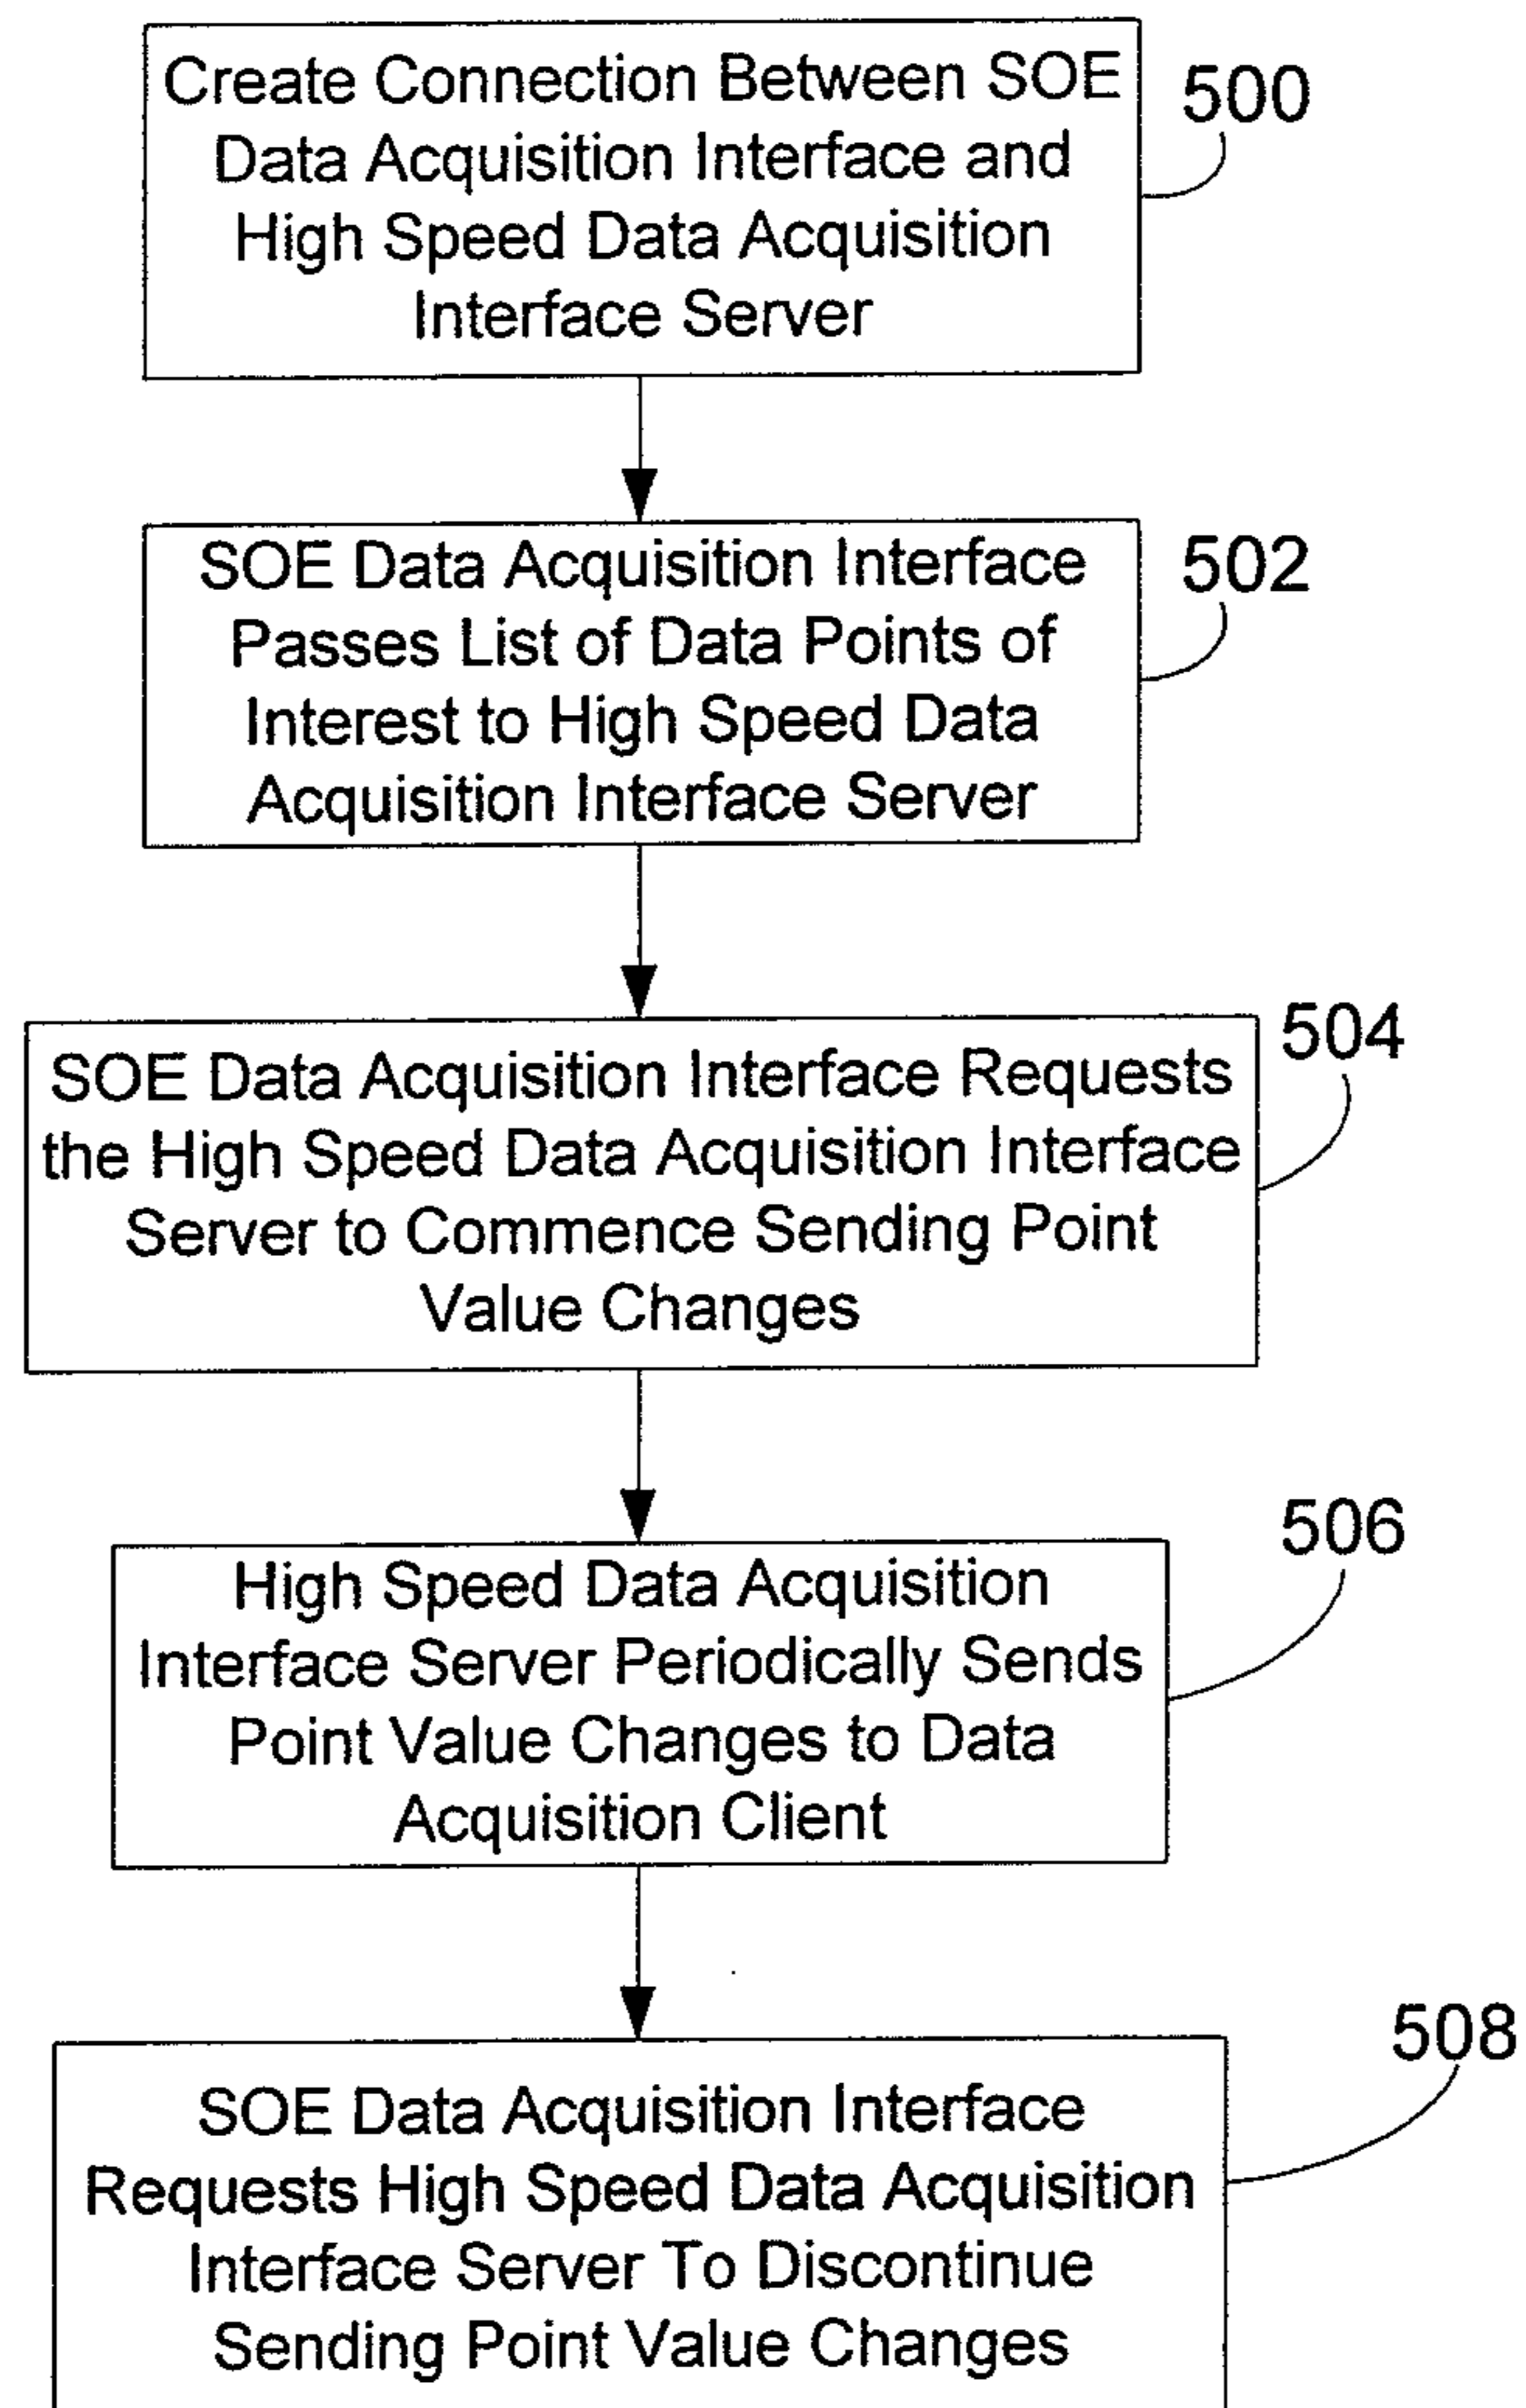 Create Connection Between SOE
Data Acquisition Interface and
High Speed Data Acquisition
Interface Server
500
SOE Data Acquisition Interface
Passes List of Data Points of
Interest to High Speed Data
Acquisition Interface Server
502
SOE Data Acquisition Interface Requests
the High Speed Data Acquisition Interface
Server to Commence Sending Point
Value Changes
504
High Speed Data Acquisition
Interface Server Periodically Sends
Point Value Changes to Data
Acquisition Client
506
SOE Data Acquisition Interface
Requests High Speed Data Acquisition
Interface Server To Discontinue
Sending Point Value Changes
508